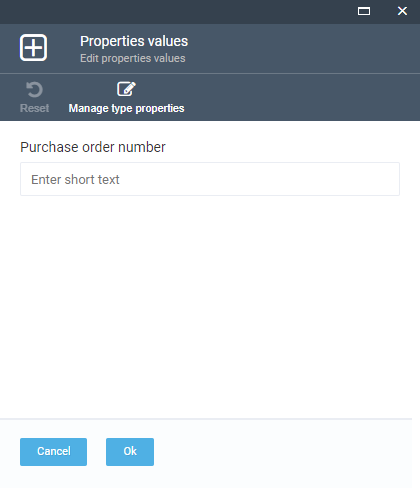 Properties values
Edit properties values
Reset
Manage type properties
Purchase order number
Enter short text
Cancel
Ok